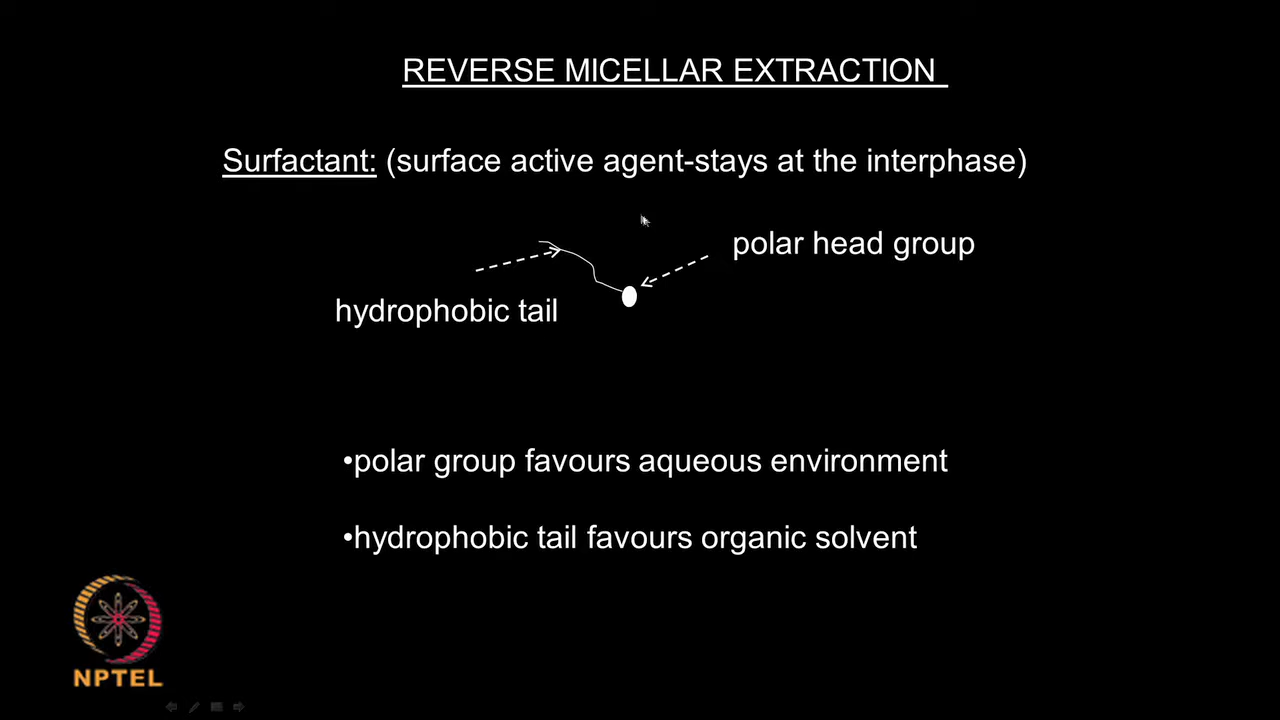 REVERSE MICELLAR EXTRACTION
Surfactant: (surface active agent-stays at the interphase)
polar head group
hydrophobic tail
•polar group favours aqueous environment
•hydrophobic tail favours organic solvent
NPTEL